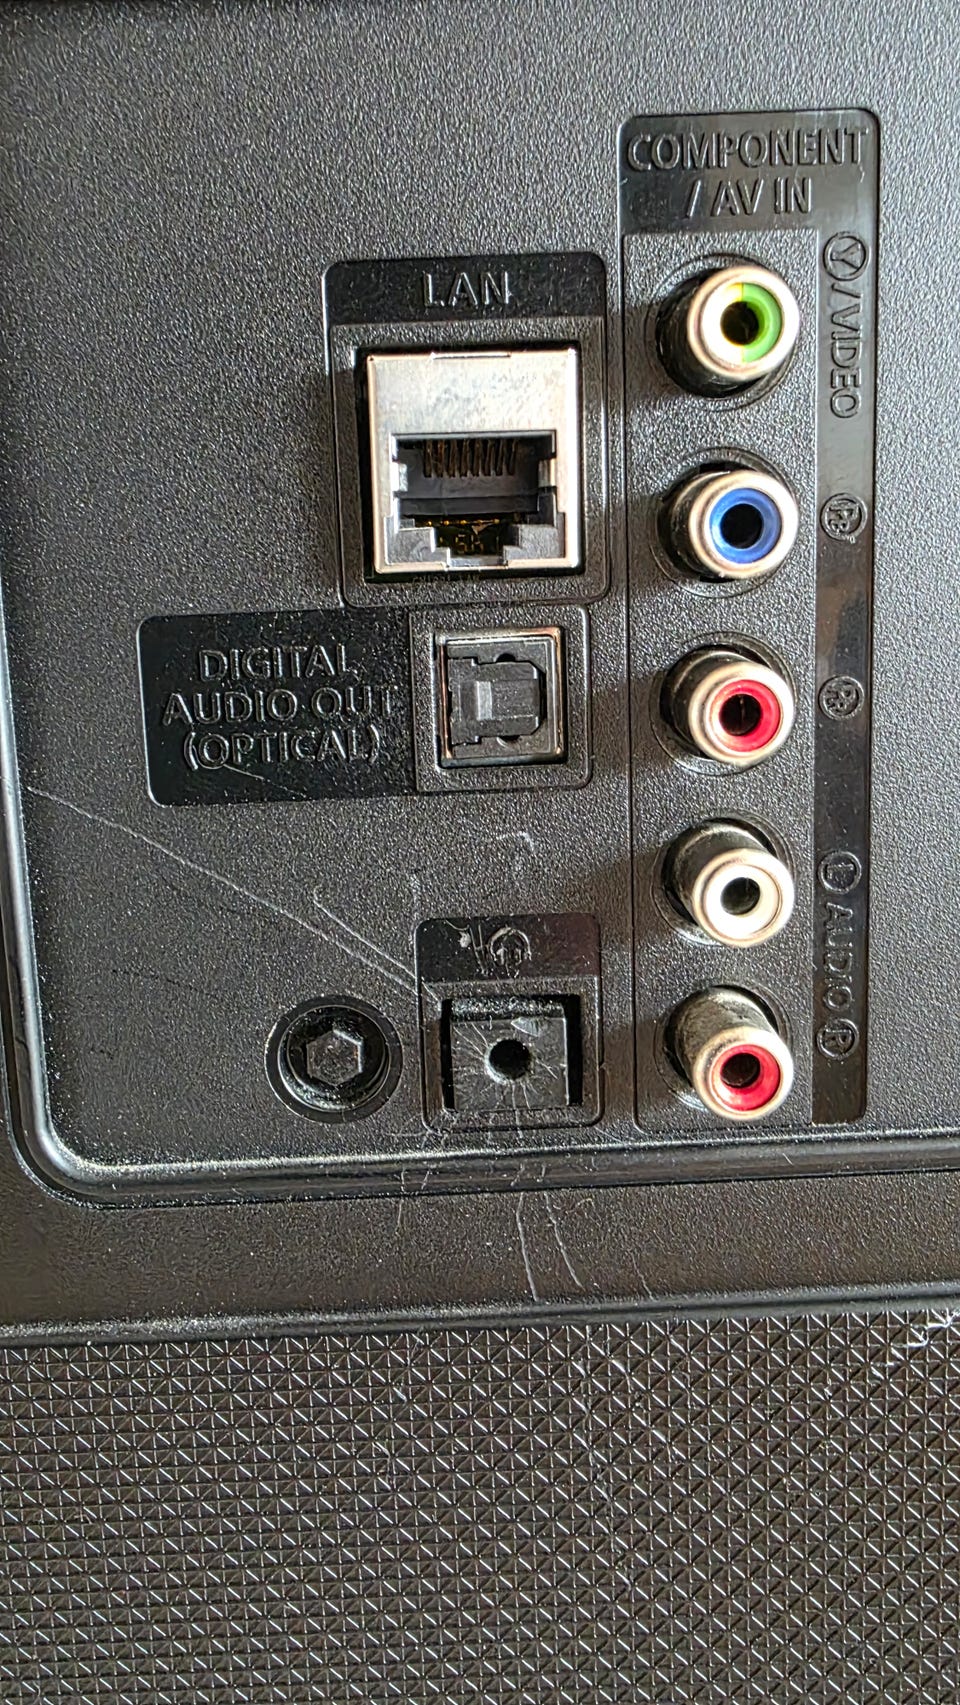 COMPONENT
/ AV IN
LAN
Y/VIDEO
PB
PR
DIGITAL
AUDIO OUT
(OPTICAL)
L AUDIO R